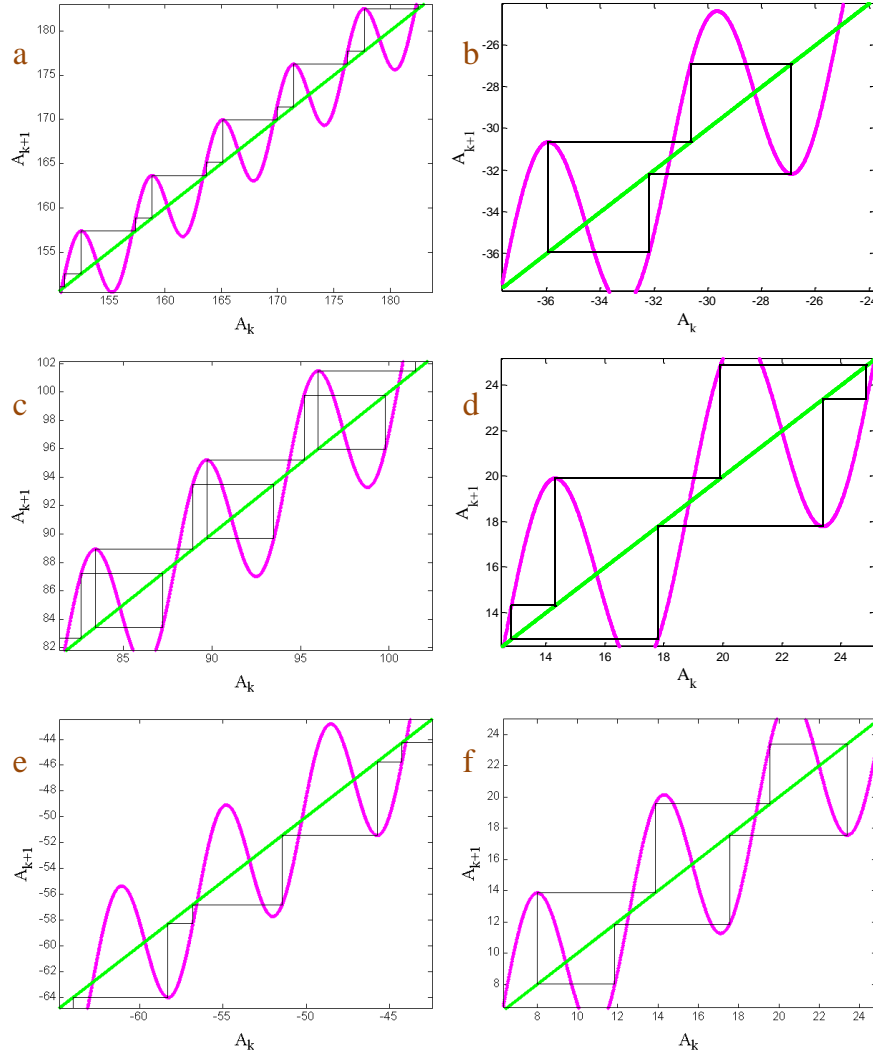 a
183
175
170
165
160
155
155 160 165 170 175 180
A_{k+1}
A_k
b
-24
-26
-28
-30
-32
-34
-36
-36 -34 -32 -30 -28 -26 -24
A_{k+1}
A_k
c
102
100
98
96
94
92
90
88
86
84
82
85 90 95 100
A_{k+1}
A_k
d
24
22
20
18
16
14
14 16 18 20 22 24
A_{k+1}
A_k
e
-44
-46
-48
-50
-52
-54
-56
-58
-60
-62
-64
-60 -55 -50 -45
A_{k+1}
A_k
f
24
22
20
18
16
14
12
10
8
8 10 12 14 16 18 20 22 24
A_{k+1}
A_k